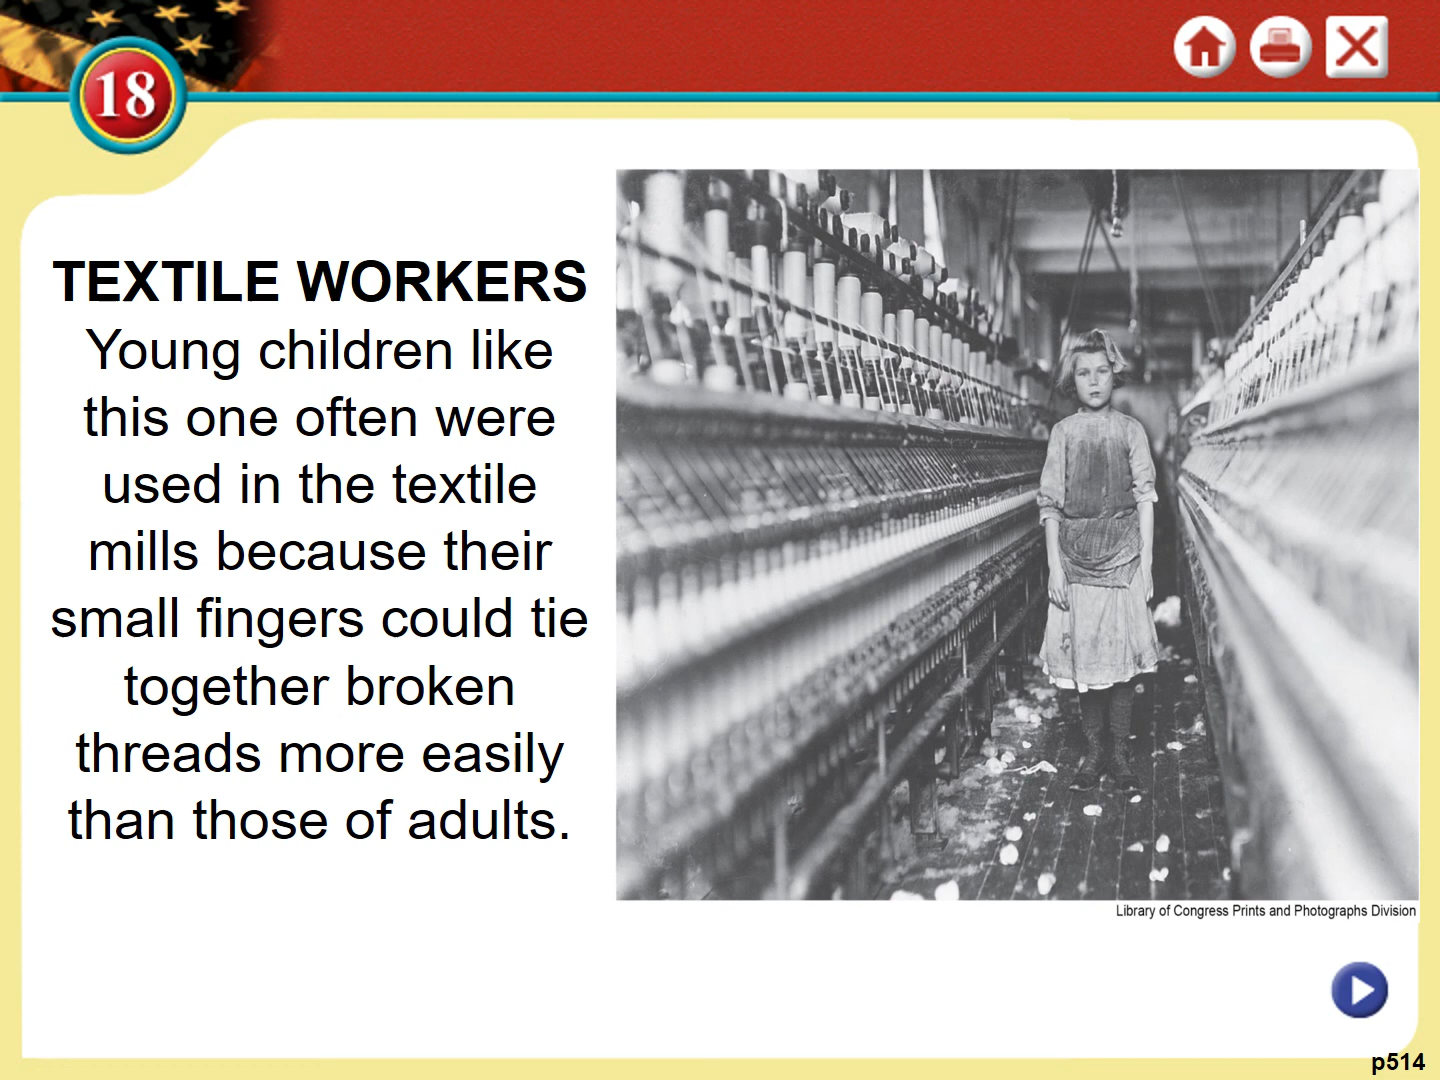 18
TEXTILE WORKERS
Young children like
this one often were
used in the textile
mills because their
small fingers could tie
together broken
threads more easily
than those of adults.
Library of Congress Prints and Photographs Division
p514